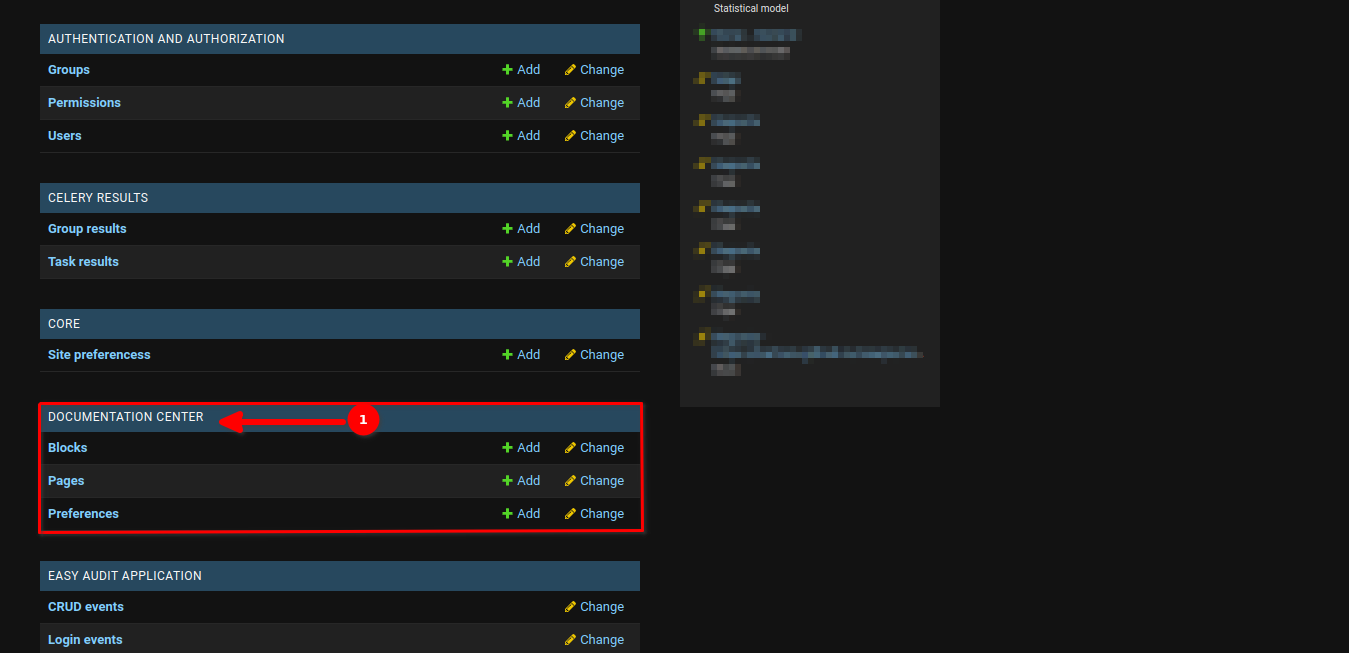 Statistical model
AUTHENTICATION AND AUTHORIZATION
Groups Add Change
Permissions Add Change
Users Add Change
CELERY RESULTS
Group results Add Change
Task results Add Change
CORE
Site preferencess Add Change
DOCUMENTATION CENTER 1
Blocks Add Change
Pages Add Change
Preferences Add Change
EASY AUDIT APPLICATION
CRUD events Change
Login events Change